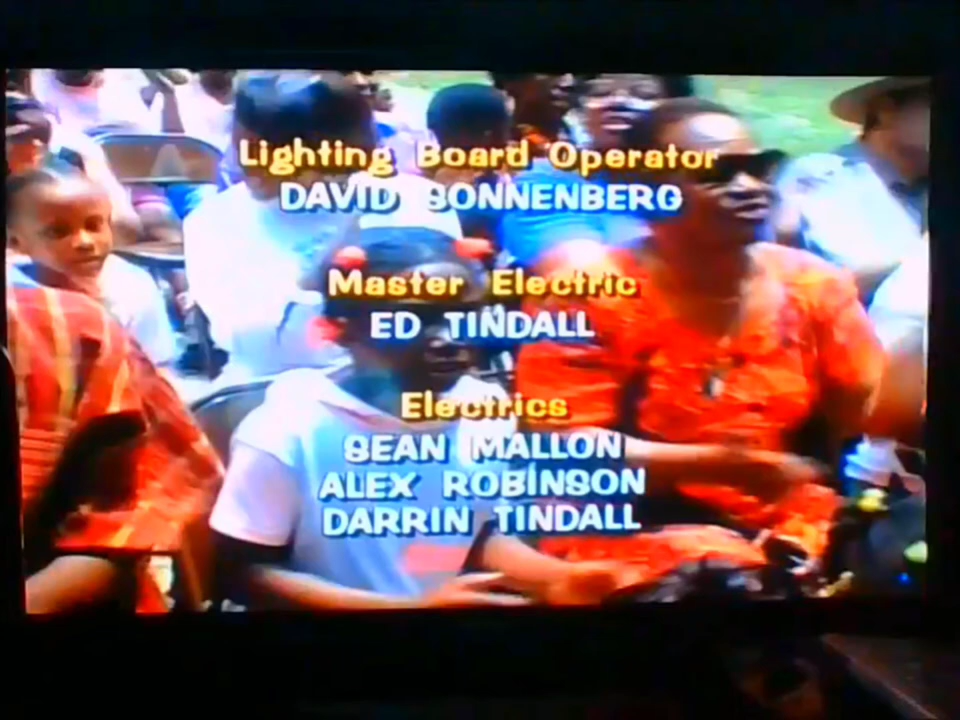 Lighting Board Operator
DAVID SONNENBERG
Master Electric
ED TINDALL
Electrics
SEAN MALLON
ALEX ROBINSON
DARRIN TINDALL